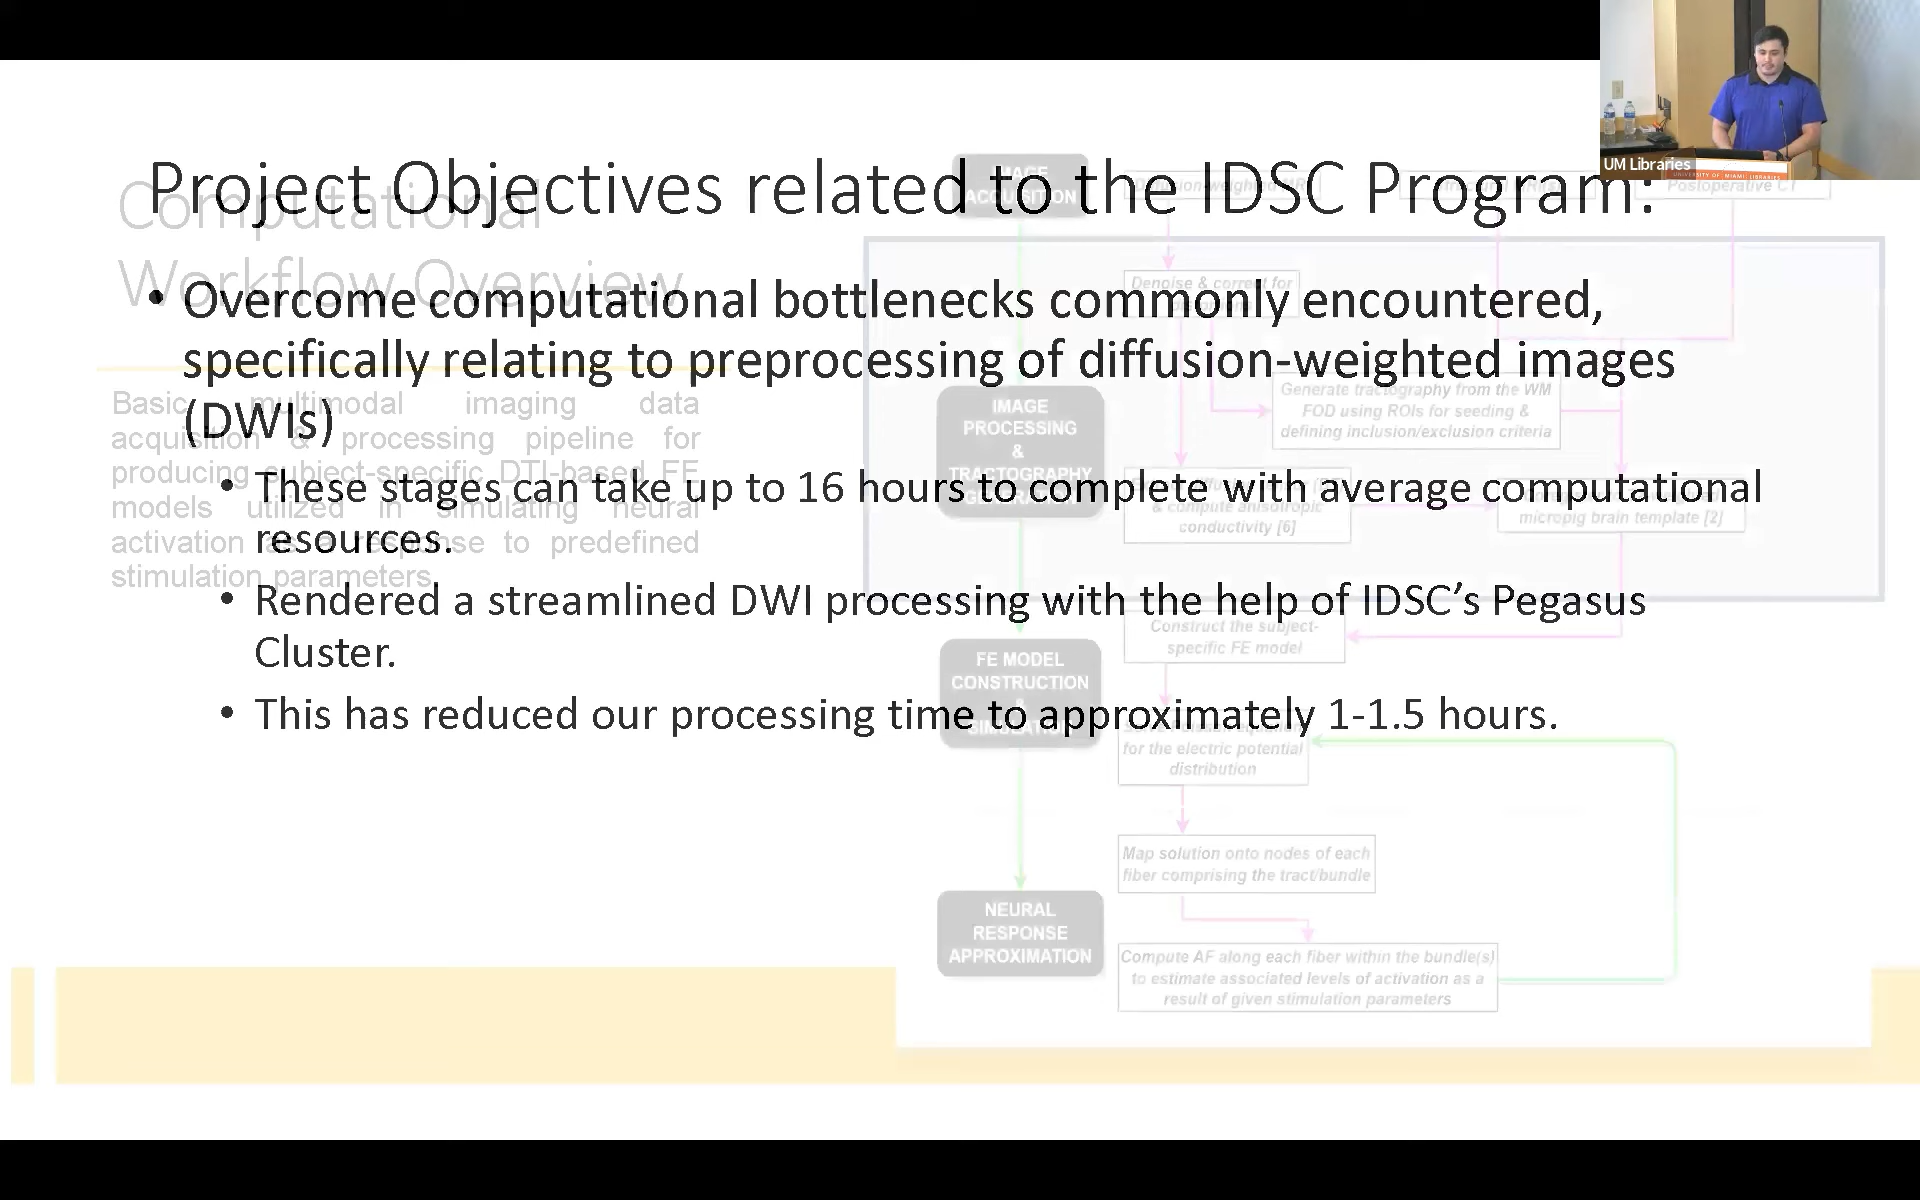 Project Objectives related to the IDSC Program:
• Overcome computational bottlenecks commonly encountered,
specifically relating to preprocessing of diffusion-weighted images
(DWIs)
• These stages can take up to 16 hours to complete with average computational
resources.
• Rendered a streamlined DWI processing with the help of IDSC’s Pegasus
Cluster.
• This has reduced our processing time to approximately 1-1.5 hours.
Computational
Workflow Overview
Basic multimodal imaging data
acquisition & processing pipeline for
producing subject-specific DTI-based FE
models utilized in simulating neural
activation as a response to predefined
stimulation parameters.
IMAGE
ACQUISITION
Postoperative CT
Denoise & correct for
IMAGE
PROCESSING
&
TRACTOGRAPHY
Generate tractography from the WM
FOD using ROIs for seeding &
defining inclusion/exclusion criteria
& compute anisotropic
conductivity [6]
micropig brain template [2]
FE MODEL
CONSTRUCTION
Construct the subject-
specific FE model
for the electric potential
distribution
Map solution onto nodes of each
fiber comprising the tract/bundle
NEURAL
RESPONSE
APPROXIMATION
Compute AF along each fiber within the bundle(s)
to estimate associated levels of activation as a
result of given stimulation parameters
UM Libraries
UNIVERSITY OF MIAMI LIBRARIES